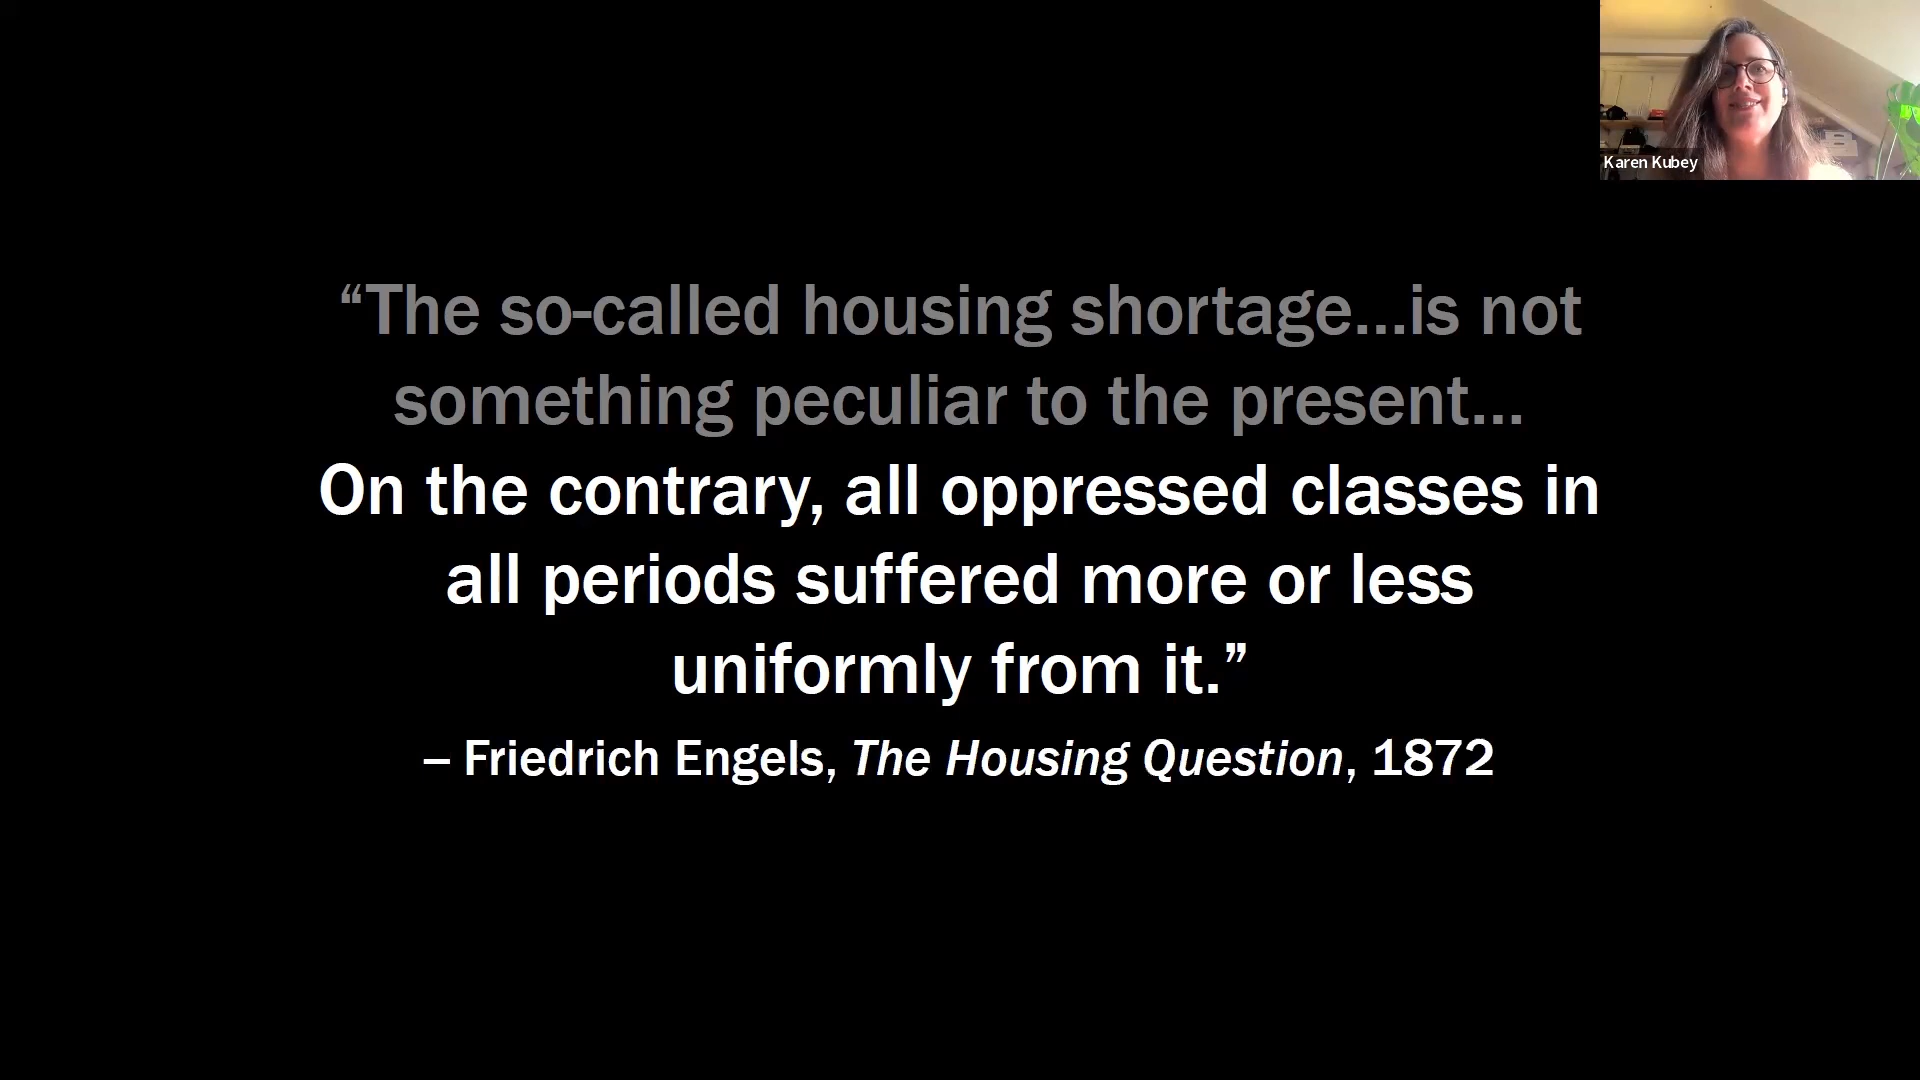 Karen Kubey
“The so-called housing shortage...is not
something peculiar to the present...
On the contrary, all oppressed classes in
all periods suffered more or less
uniformly from it.”
– Friedrich Engels, The Housing Question, 1872